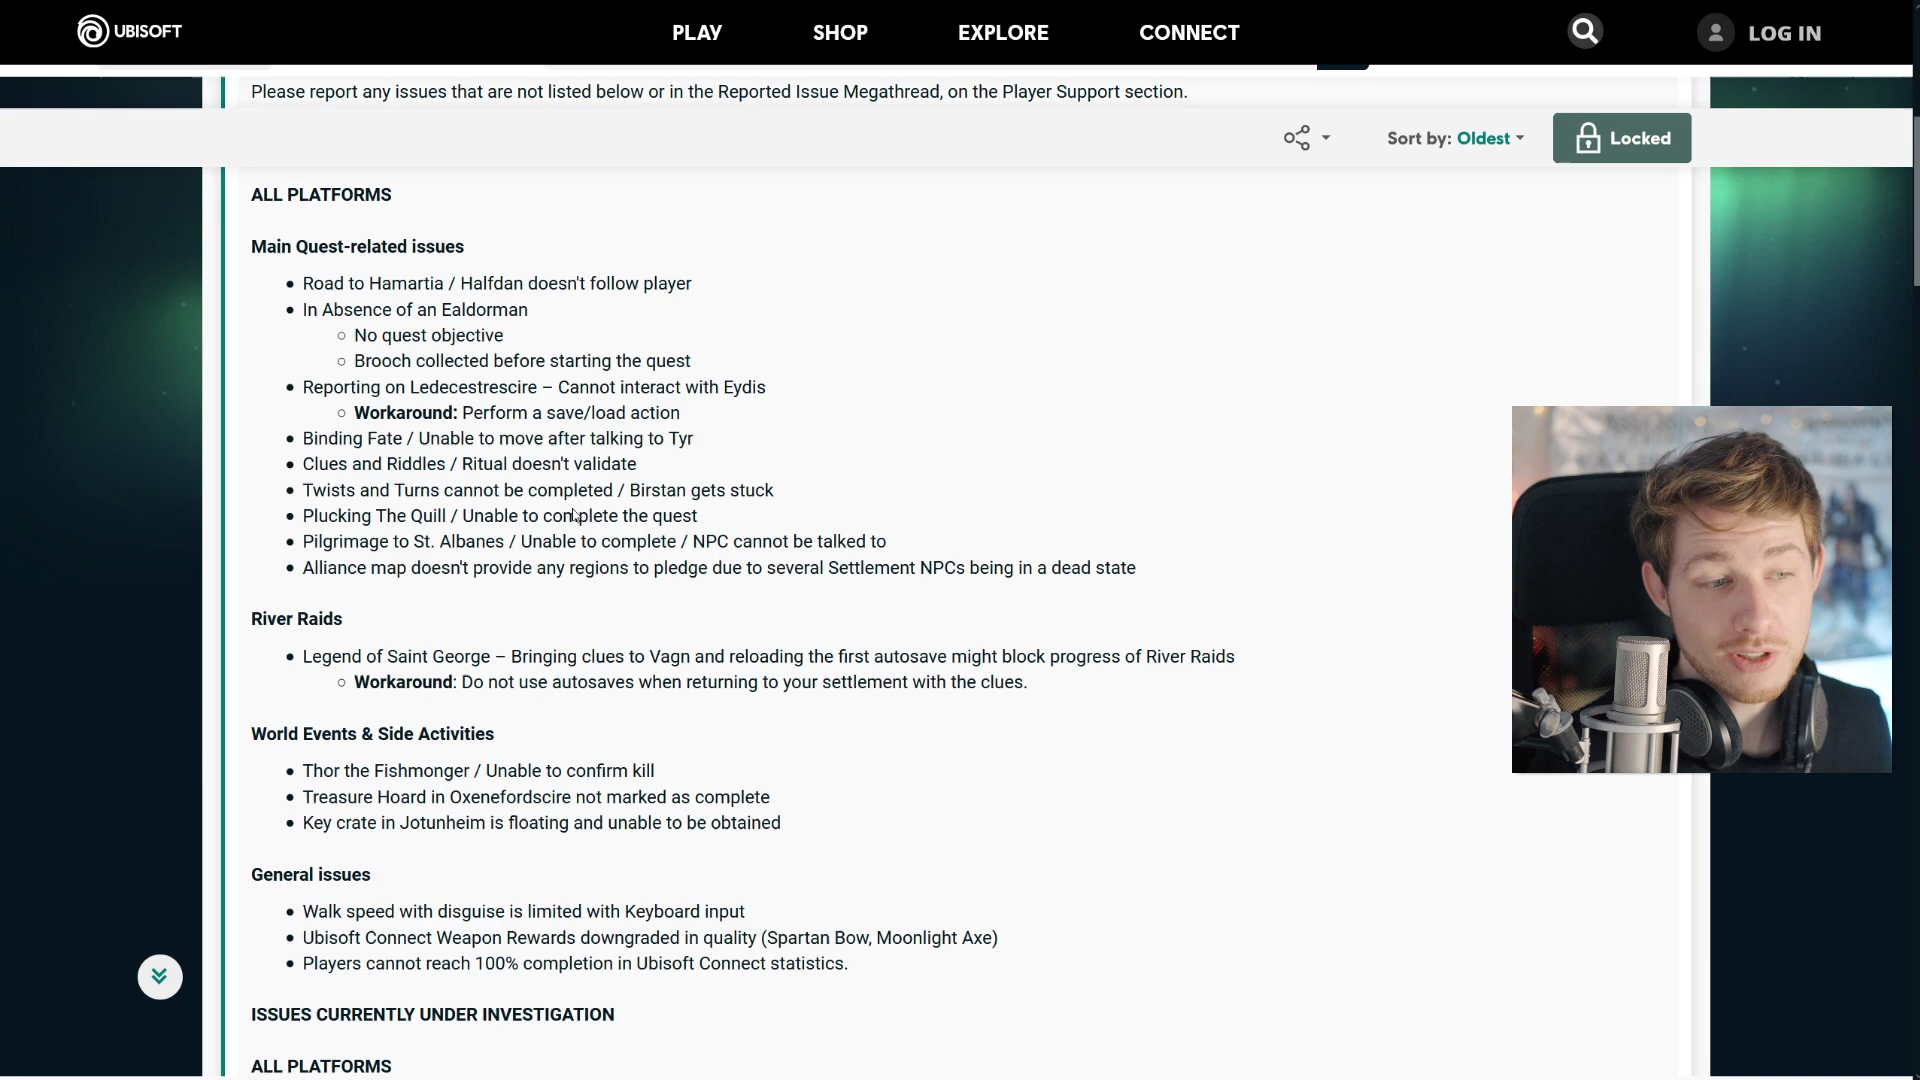 UBISOFT
PLAY
SHOP
EXPLORE
CONNECT
LOG IN
Please report any issues that are not listed below or in the Reported Issue Megathread, on the Player Support section.
Sort by: Oldest
Locked
ALL PLATFORMS
Main Quest-related issues
Road to Hamartia / Halfdan doesn't follow player
In Absence of an Ealdorman
No quest objective
Brooch collected before starting the quest
Reporting on Ledecestrescire – Cannot interact with Eydis
Workaround: Perform a save/load action
Binding Fate / Unable to move after talking to Tyr
Clues and Riddles / Ritual doesn't validate
Twists and Turns cannot be completed / Birstan gets stuck
Plucking The Quill / Unable to complete the quest
Pilgrimage to St. Albanes / Unable to complete / NPC cannot be talked to
Alliance map doesn't provide any regions to pledge due to several Settlement NPCs being in a dead state
River Raids
Legend of Saint George – Bringing clues to Vagn and reloading the first autosave might block progress of River Raids
Workaround: Do not use autosaves when returning to your settlement with the clues.
World Events & Side Activities
Thor the Fishmonger / Unable to confirm kill
Treasure Hoard in Oxenefordscire not marked as complete
Key crate in Jotunheim is floating and unable to be obtained
General issues
Walk speed with disguise is limited with Keyboard input
Ubisoft Connect Weapon Rewards downgraded in quality (Spartan Bow, Moonlight Axe)
Players cannot reach 100% completion in Ubisoft Connect statistics.
ISSUES CURRENTLY UNDER INVESTIGATION
ALL PLATFORMS